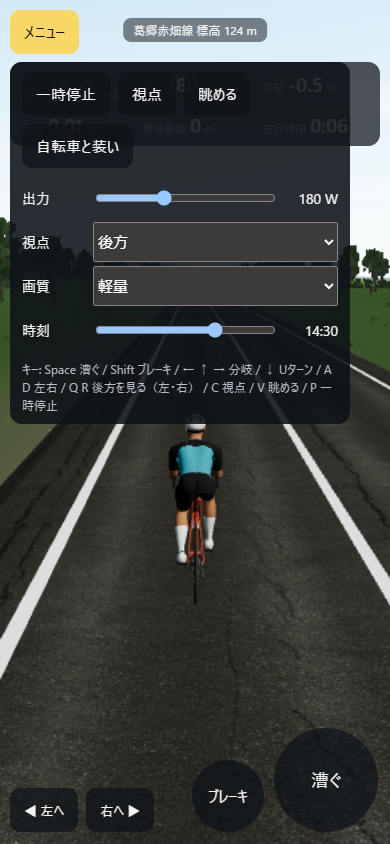 メニュー
葛郷赤畑線 標高 124 m
一時停止
視点
眺める
勾配 -0.5 %
0.01
獲得標高 0 m
走行時間 0:06
自転車と装い
出力
180 W
視点
後方
画質
軽量
時刻
14:30
キー: Space 漕ぐ / Shift ブレーキ / ← ↑ → 分岐 / ↓ Uターン / A
D 左右 / Q R 後方を見る（左・右） / C 視点 / V 眺める / P 一
時停止
◀ 左へ
右へ ▶
ブレーキ
漕ぐ